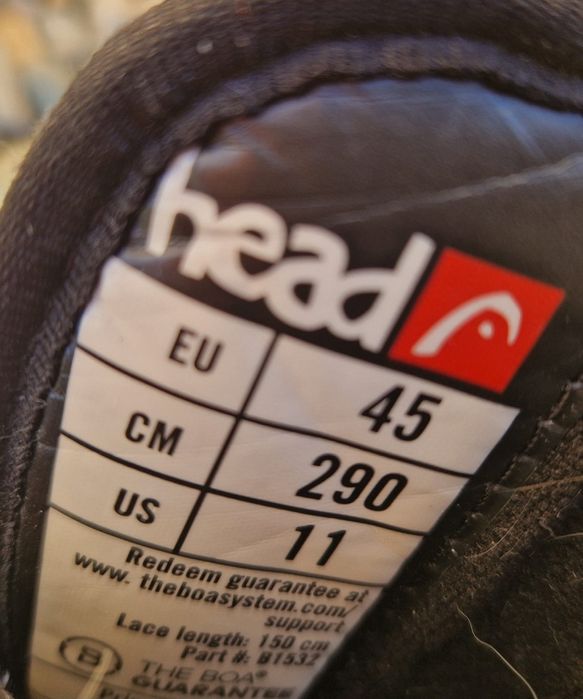 head
EU 45
CM 290
US 11
Redeem guarantee at
www. theboasystem.com/
support
Lace length: 150 cm
Part #: B1532
B THE BOA®
GUARANTEE